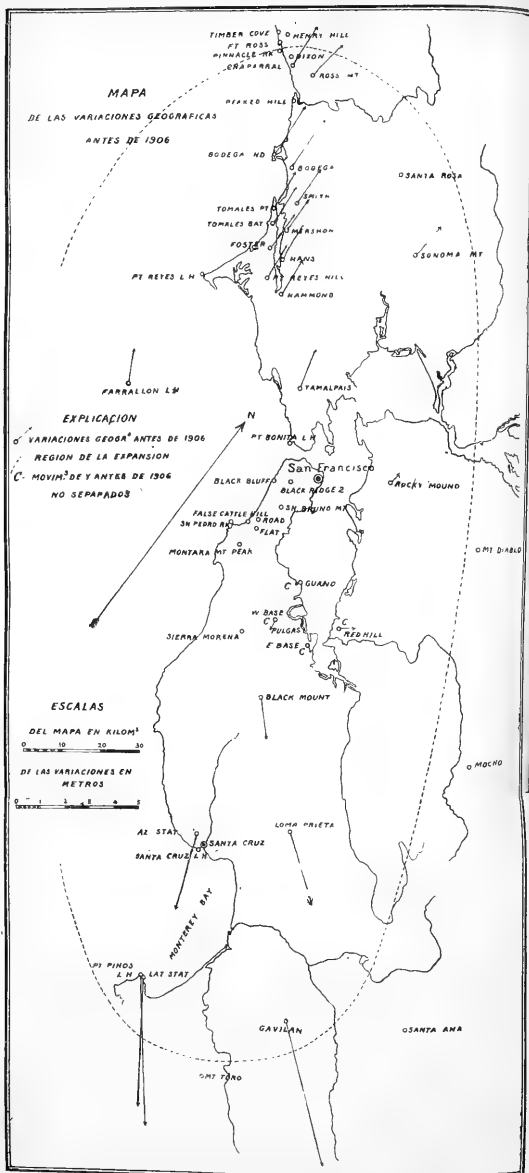 TIMBER COVE
HENRY HILL
FT ROSS
PINNACLE RK
DIXON
CHAPARRAL
ROSS MT
MAPA
DE LAS VARIACIONES GEOGRAFICAS
ANTES DE 1906
PEAKED HILL
BODEGA HD
BODEGA
SANTA ROSA
SMITH
TOMALES PT
TOMALES BAY
MERSHON
FOSTER
SONOMA MT
HANS
PT REYES L H
PT REYES HILL
HAMMOND
FARRALLON LH
TAMALPAIS
EXPLICACION
N
VARIACIONES GEOGRS ANTES DE 1906
REGION DE LA EXPANSION
C- MOVIM.S DE Y ANTES DE 1906
NO SEPARADOS
PT BONITA L H
San Francisco
BLACK BLUFF
BLACK RIDGE 2
ROCKY MOUND
SN BRUNO MT
FALSE CATTLE HILL
SN PEDRO RK
ROAD
FLAT
MONTARA MT PEAK
MT DIABLO
C GUANO
W BASE
C
PULGAS
C
RED HILL
SIERRA MORENA
E BASE
C
BLACK MOUNT
ESCALAS
DEL MAPA EN KILOMS
0 10 20 30
DE LAS VARIACIONES EN
METROS
0 1 2 3 4 5
MOCHO
AZ STAT
SANTA CRUZ
SANTA CRUZ L H
LOMA PRIETA
MONTEREY BAY
PT PINOS
L H
LAT STAT
GAVILAN
SANTA ANA
MT TORO